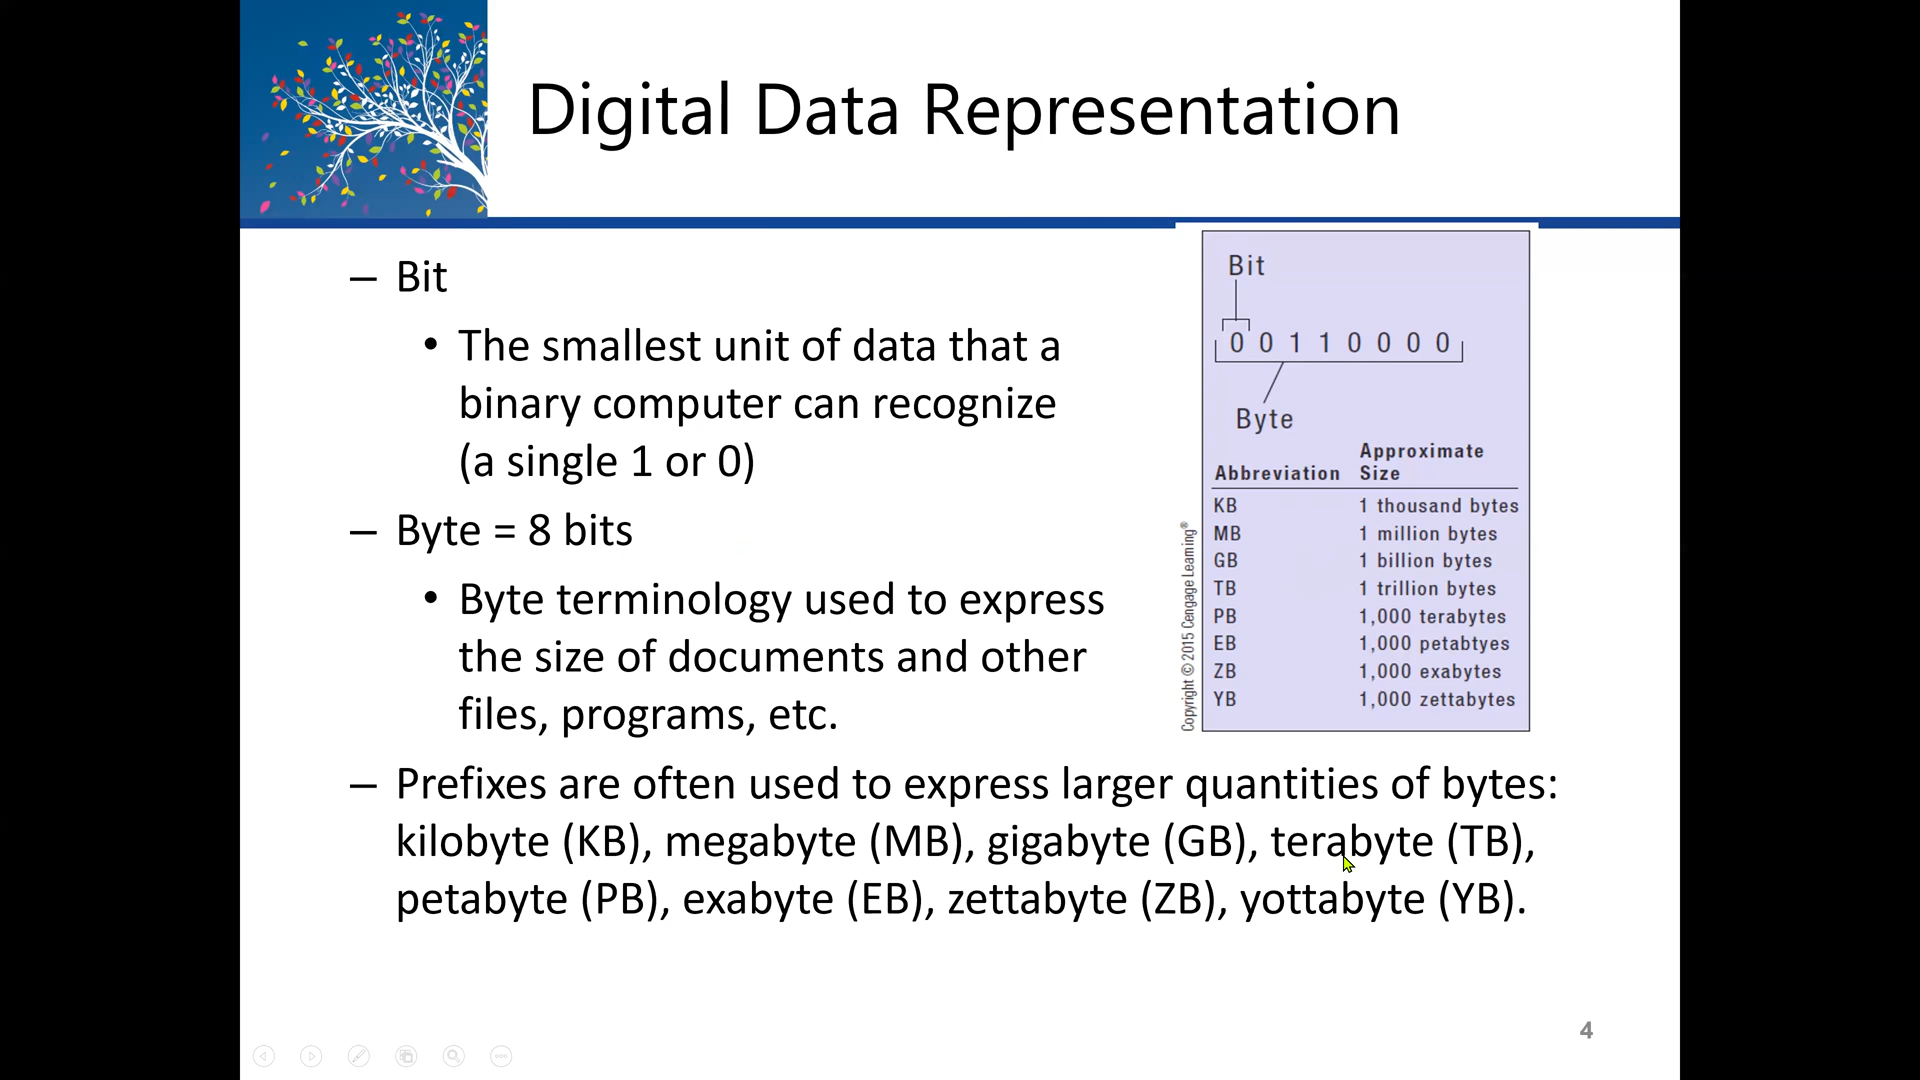 Digital Data Representation
– Bit
• The smallest unit of data that a
binary computer can recognize
(a single 1 or 0)
– Byte = 8 bits
• Byte terminology used to express
the size of documents and other
files, programs, etc.
– Prefixes are often used to express larger quantities of bytes:
kilobyte (KB), megabyte (MB), gigabyte (GB), terabyte (TB),
petabyte (PB), exabyte (EB), zettabyte (ZB), yottabyte (YB).
Bit
0 0 1 1 0 0 0 0
Byte
Abbreviation Approximate Size
KB 1 thousand bytes
MB 1 million bytes
GB 1 billion bytes
TB 1 trillion bytes
PB 1,000 terabytes
EB 1,000 petabtyes
ZB 1,000 exabytes
YB 1,000 zettabytes
Copyright © 2015 Cengage Learning®
4